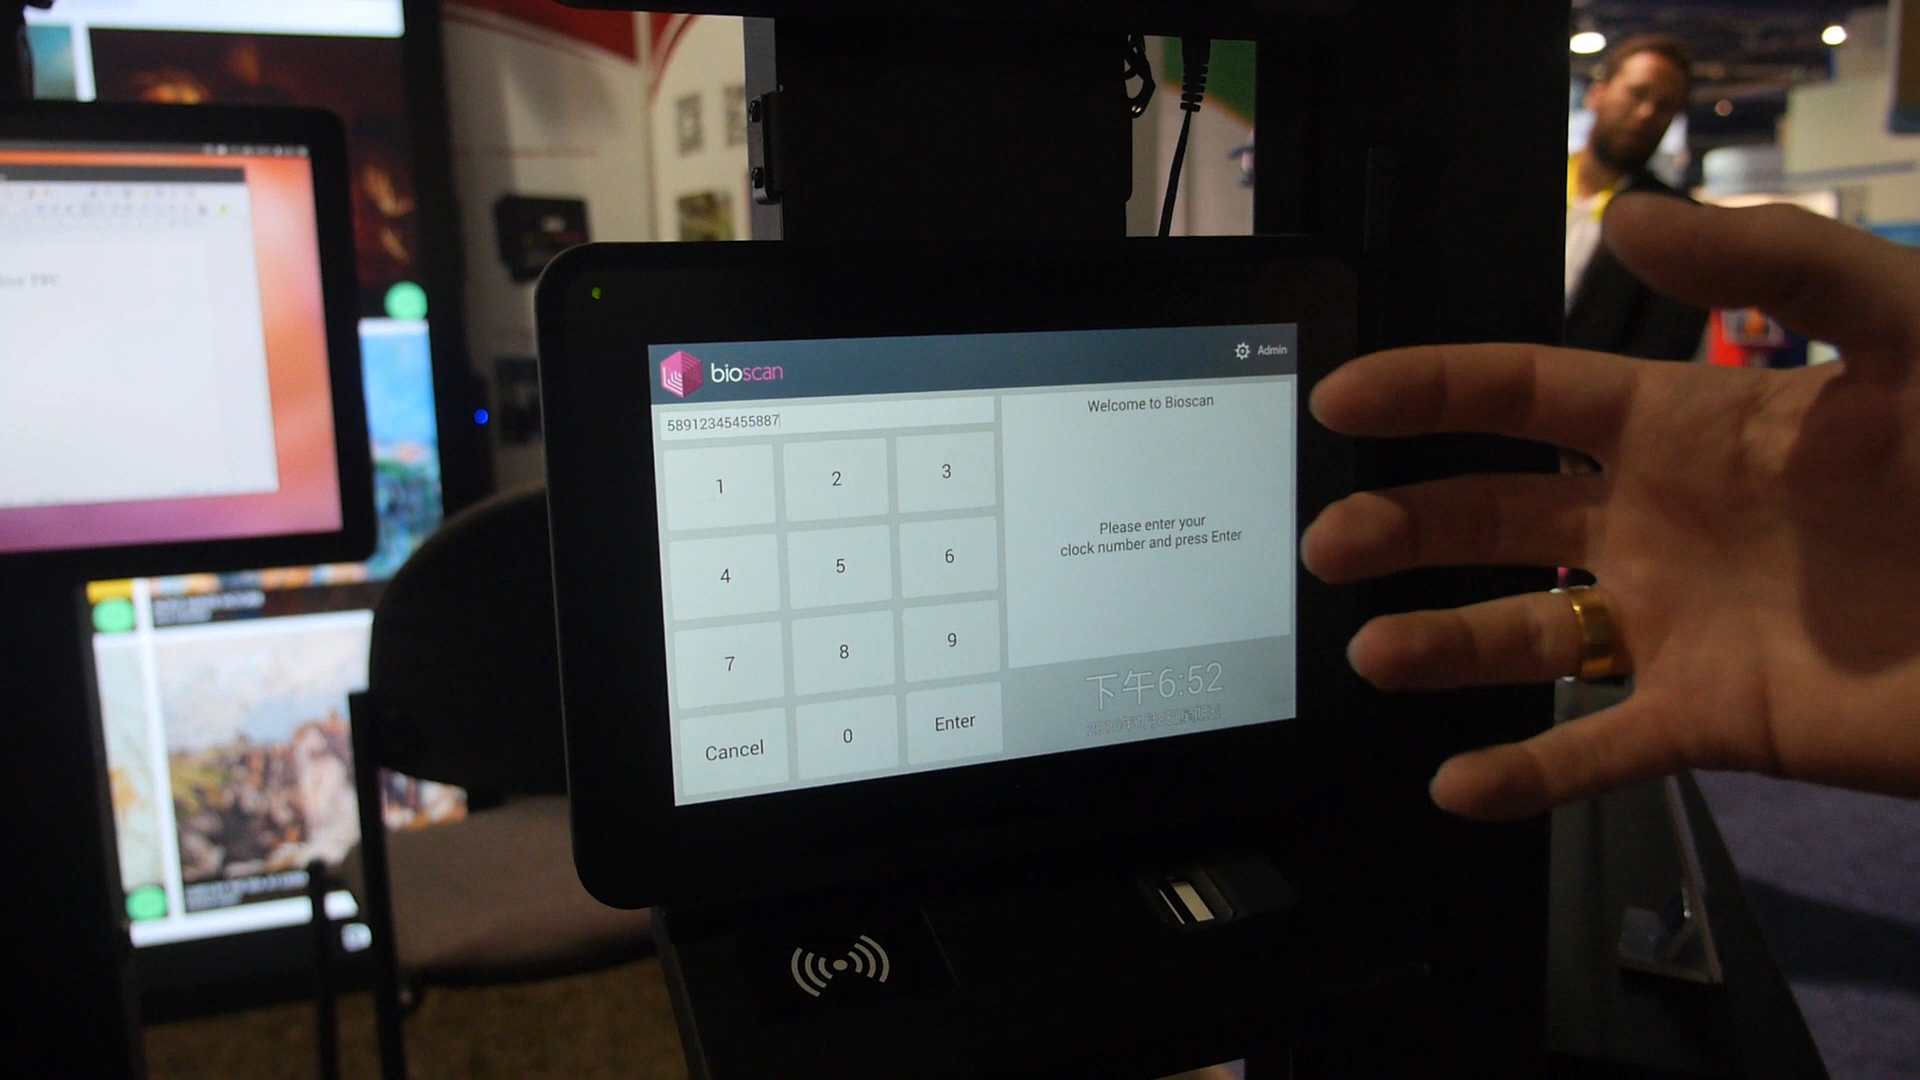 bioscan
Admin
58912345455887
Welcome to Bioscan
1
2
3
4
5
6
Please enter your
clock number and press Enter
7
8
9
下午6:52
Cancel
0
Enter